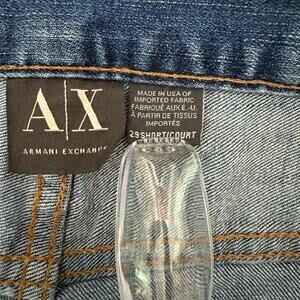 A|X
ARMANI EXCHANGE
MADE IN USA OF
IMPORTED FABRIC
FABRIQUÉ AUX É.-U.
À PARTIR DE TISSUS
IMPORTÉS
29 SHORT/COURT